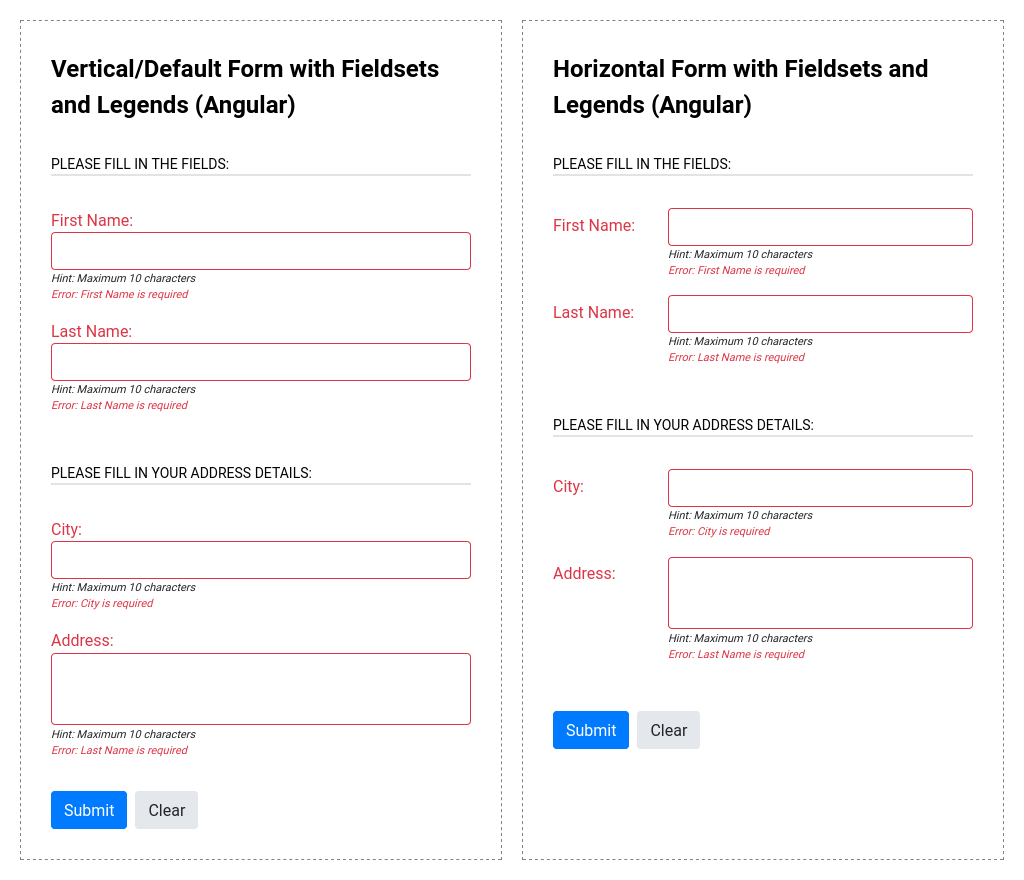 Vertical/Default Form with Fieldsets
and Legends (Angular)
PLEASE FILL IN THE FIELDS:
First Name:
Hint: Maximum 10 characters
Error: First Name is required
Last Name:
Hint: Maximum 10 characters
Error: Last Name is required
PLEASE FILL IN YOUR ADDRESS DETAILS:
City:
Hint: Maximum 10 characters
Error: City is required
Address:
Hint: Maximum 10 characters
Error: Last Name is required
Submit
Clear
Horizontal Form with Fieldsets and
Legends (Angular)
PLEASE FILL IN THE FIELDS:
First Name:
Hint: Maximum 10 characters
Error: First Name is required
Last Name:
Hint: Maximum 10 characters
Error: Last Name is required
PLEASE FILL IN YOUR ADDRESS DETAILS:
City:
Hint: Maximum 10 characters
Error: City is required
Address:
Hint: Maximum 10 characters
Error: Last Name is required
Submit
Clear